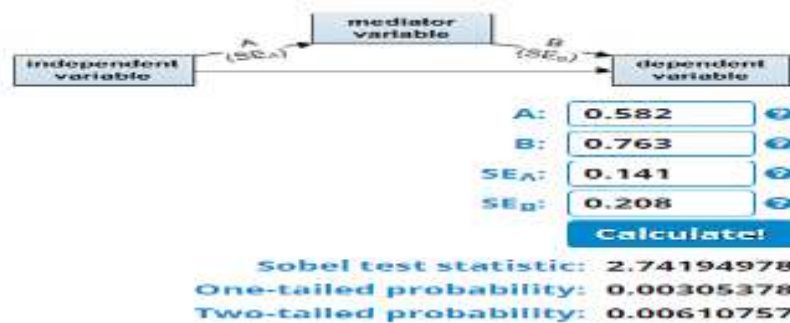 mediator
variable
A
(SEA)
B
(SEB)
independent
variable
dependent
variable
A: 0.582 ?
B: 0.763 ?
SEA: 0.141 ?
SEB: 0.208 ?
Calculate!
Sobel test statistic: 2.74194978
One-tailed probability: 0.00305378
Two-tailed probability: 0.00610757